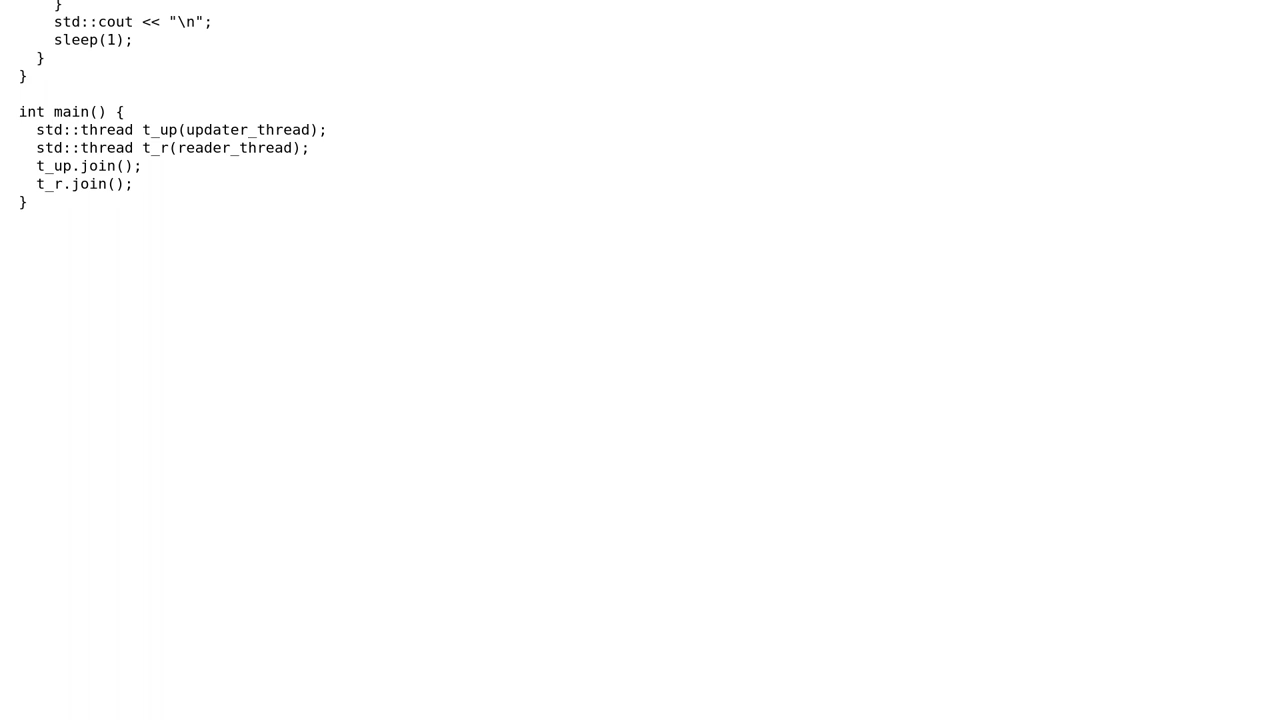 }
    std::cout << "\n";
    sleep(1);
  }
}

int main() {
  std::thread t_up(updater_thread);
  std::thread t_r(reader_thread);
  t_up.join();
  t_r.join();
}